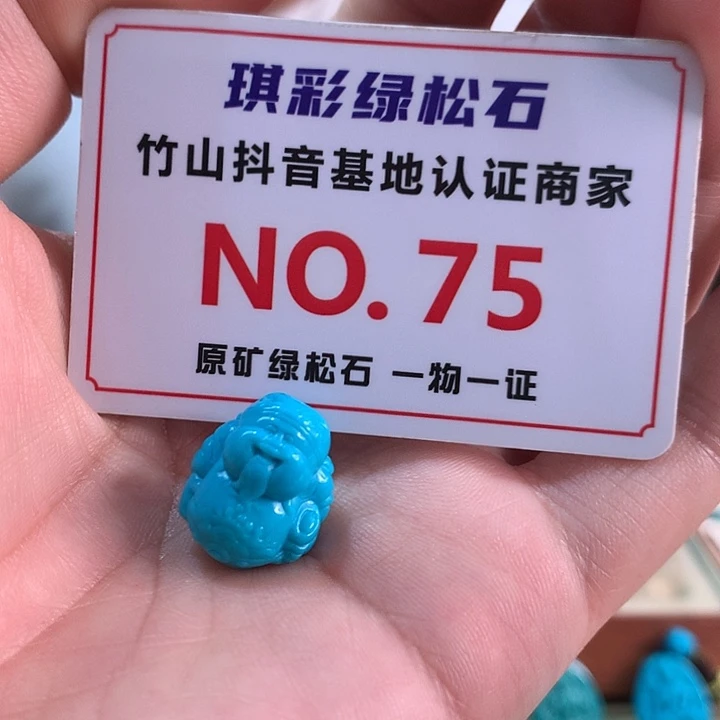 琪彩绿松石
竹山抖音基地认证商家
NO. 75
原矿绿松石 一物一证